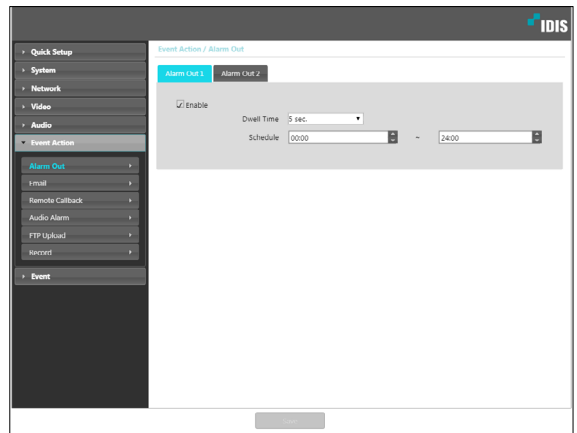 IDIS
Quick Setup
System
Network
Video
Audio
Event Action
Alarm Out
Email
Remote Callback
Audio Alarm
FTP Upload
Record
Event
Event Action / Alarm Out
Alarm Out 1 Alarm Out 2
Enable
Dwell Time 5 sec.
Schedule 00:00 ~ 24:00
Save